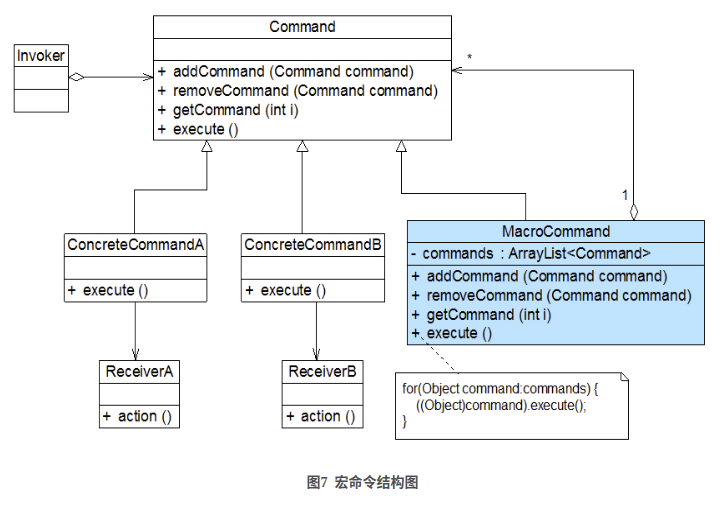 Command
Invoker
+ addCommand (Command command)
+ removeCommand (Command command)
+ getCommand (int i)
+ execute ()
*
1
ConcreteCommandA
+ execute ()
ConcreteCommandB
+ execute ()
MacroCommand
- commands : ArrayList<Command>
+ addCommand (Command command)
+ removeCommand (Command command)
+ getCommand (int i)
+ execute ()
ReceiverA
+ action ()
ReceiverB
+ action ()
for(Object command:commands) {
((Object)command).execute();
}
图7 宏命令结构图